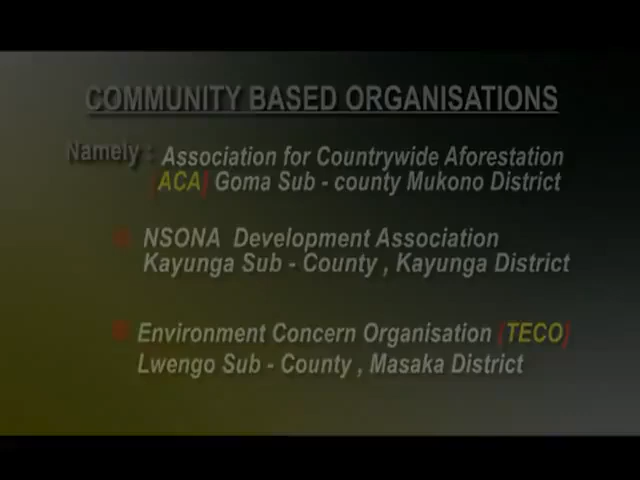 COMMUNITY BASED ORGANISATIONS
Namely : Association for Countrywide Aforestation
(ACA) Goma Sub - county Mukono District
NSONA Development Association
Kayunga Sub - County , Kayunga District
Environment Concern Organisation (TECO)
Lwengo Sub - County , Masaka District